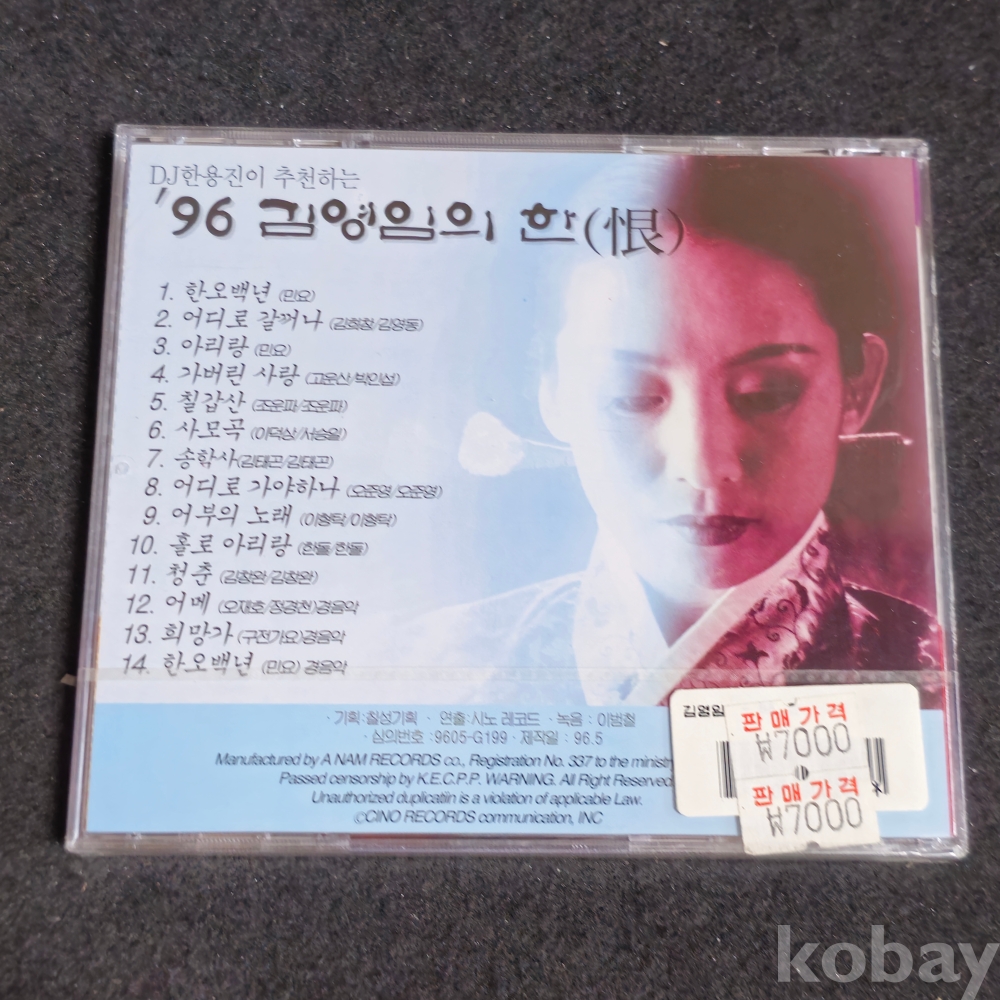 DJ한용진이 추천하는
'96 김영임의 한(恨)
1. 한오백년 (민요)
2. 어디로 갈꺼나 (김희창/김영동)
3. 아리랑 (민요)
4. 가버린 사랑 (고운산/박인섭)
5. 칠갑산 (조운파/조운파)
6. 사모곡 (이덕상/서승일)
7. 송학사(김태곤/김태곤)
8. 어디로 가야하나 (오준영/오준영)
9. 어부의 노래 (이형탁/이형탁)
10. 홀로 아리랑 (한돌/한돌)
11. 청춘 (김창완/김창완)
12. 어메 (오재호/정경천)경음악
13. 희망가 (구전가요)경음악
14. 한오백년 (민요) 경음악
· 기획:칠성기획 · 연출:시노 레코드 · 녹음 : 이범철
· 심의번호 :9605-G199 · 제작일 : 96.5
Manufactured by A NAM RECORDS co., Registration No. 337 to the minist
Passed censorship by K.E.C.P.P. WARNING. All Right Reserved
Unauthorized duplicatiin is a violation of applicable Law.
©CINO RECORDS communication, INC
김영임
판매가격
₩7000
판매가격
₩7000
kobay